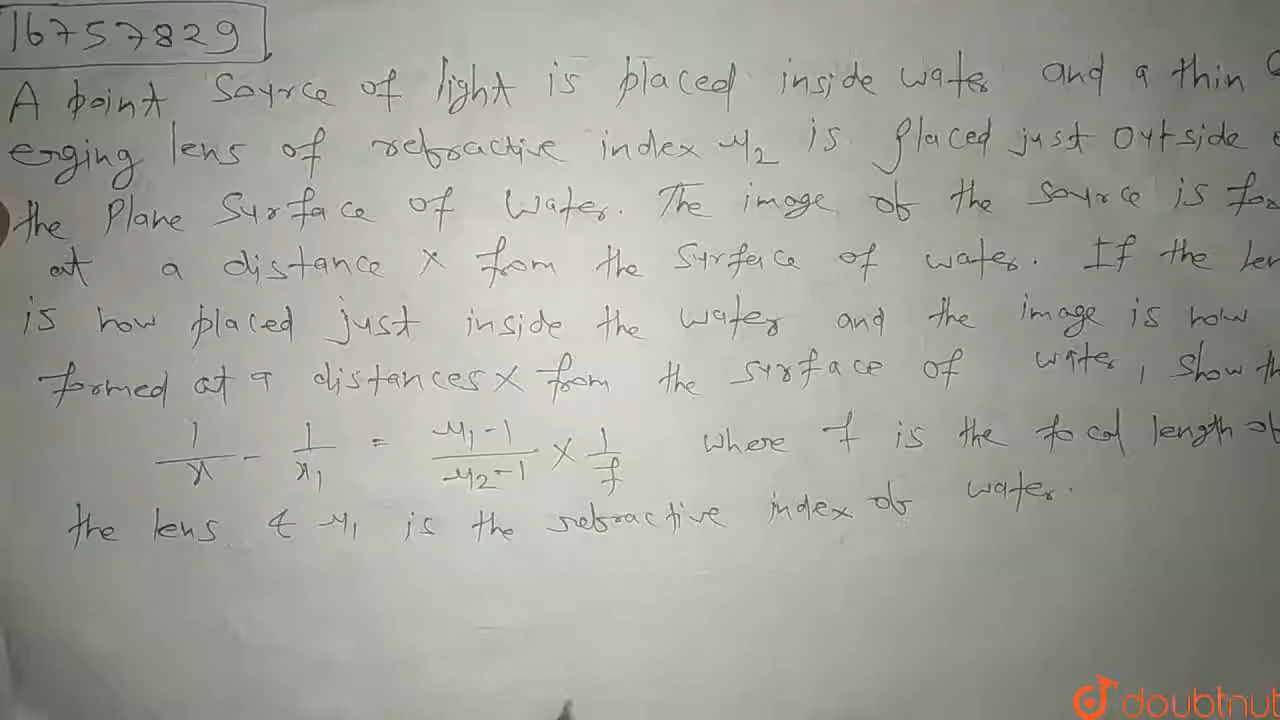 16757829
A point Source of light is placed inside water and a thin C
erging lens of refractive index μ2 is placed just outside o
the Plane Surface of water. The image of the source is for
at a distance x from the surface of water. If the len
is now placed just inside the water and the image is now
formed at a distances x from the surface of water, show th
1/x - 1/x1 = μ1-1/μ2-1 × 1/f where f is the focal length of
the lens & μ1 is the refractive index of water.
doubtnut